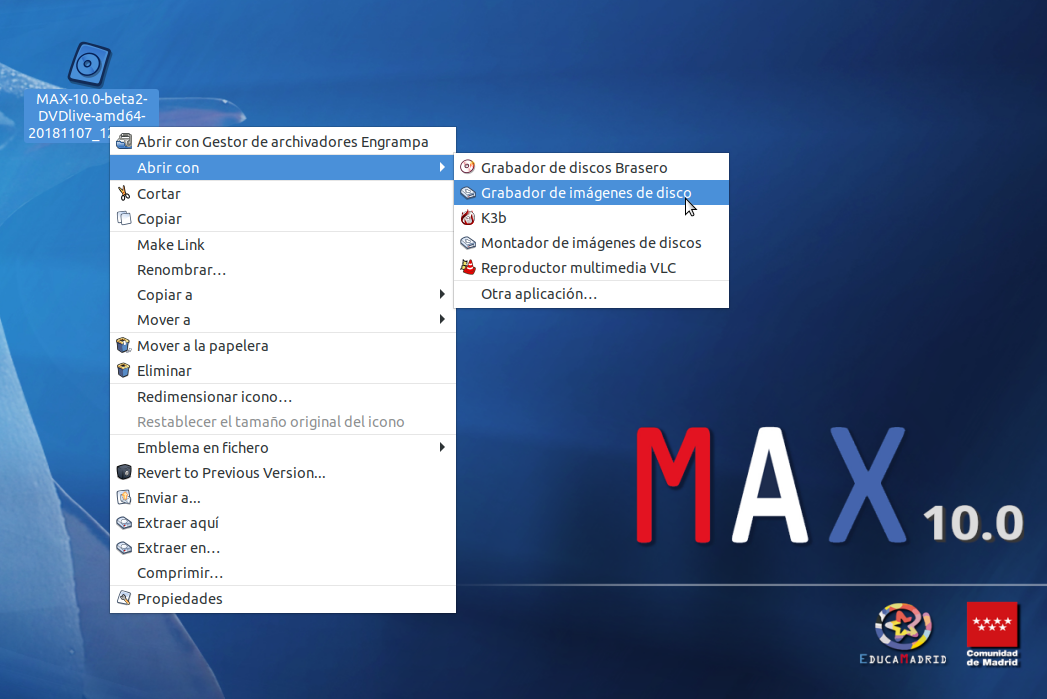 MAX-10.0-beta2-
DVDlive-amd64-
20181107_12
Abrir con Gestor de archivadores Engrampa
Abrir con
Cortar
Copiar
Make Link
Renombrar…
Copiar a
Mover a
Mover a la papelera
Eliminar
Redimensionar icono…
Restablecer el tamaño original del icono
Emblema en fichero
Revert to Previous Version...
Enviar a...
Extraer aquí
Extraer en…
Comprimir…
Propiedades
Grabador de discos Brasero
Grabador de imágenes de disco
K3b
Montador de imágenes de discos
Reproductor multimedia VLC
Otra aplicación…
MAX 10.0
EDUCAMADRID
Comunidad
de Madrid